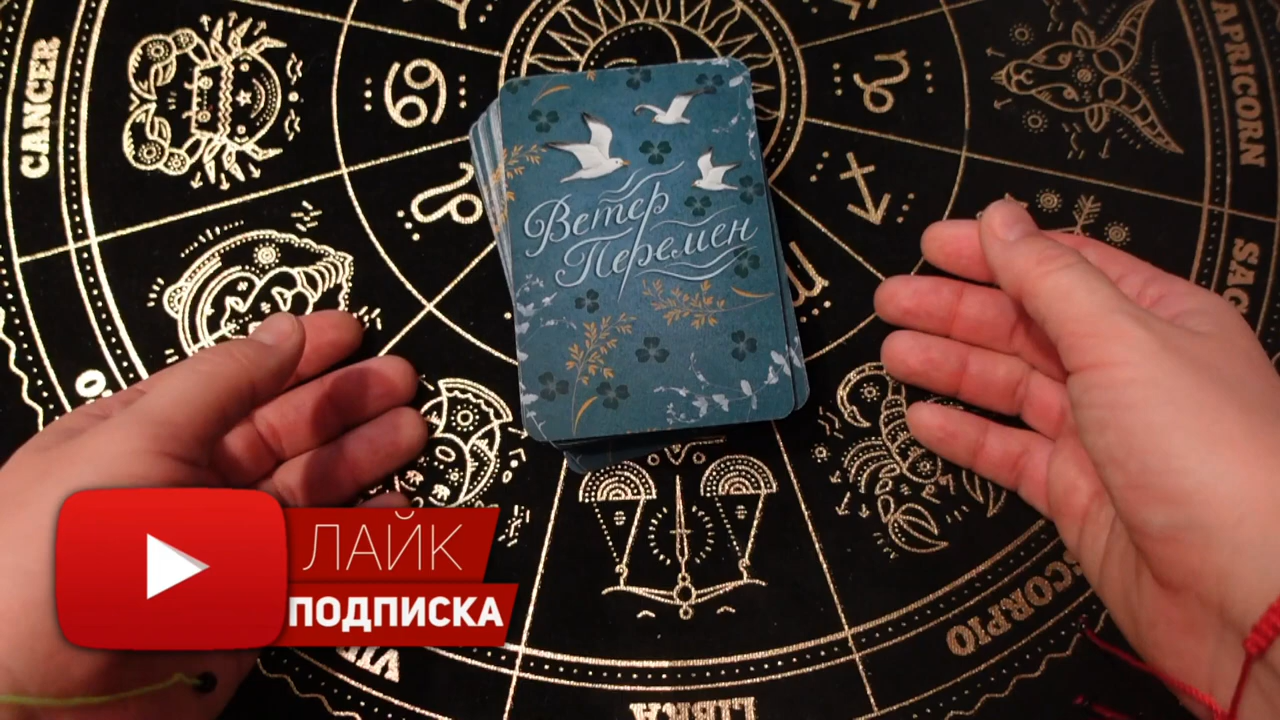 CANCER
APRICORN
SAG
Ветер
Перемен
ЛАЙК
ПОДПИСКА
SCORPIO
LIBRA